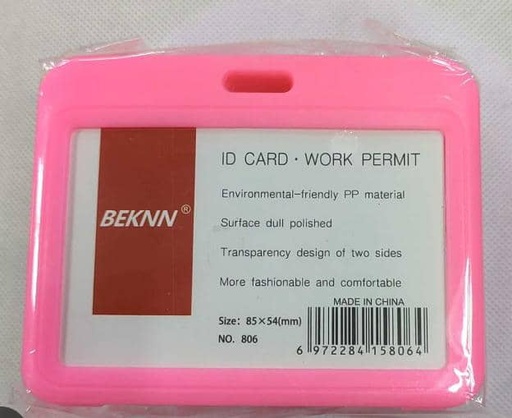 ID CARD · WORK PERMIT
BEKNN®
Environmental-friendly PP material
Surface dull polished
Transparency design of two sides
More fashionable and comfortable
MADE IN CHINA
Size: 85×54(mm)
NO. 806
6 972284 158064